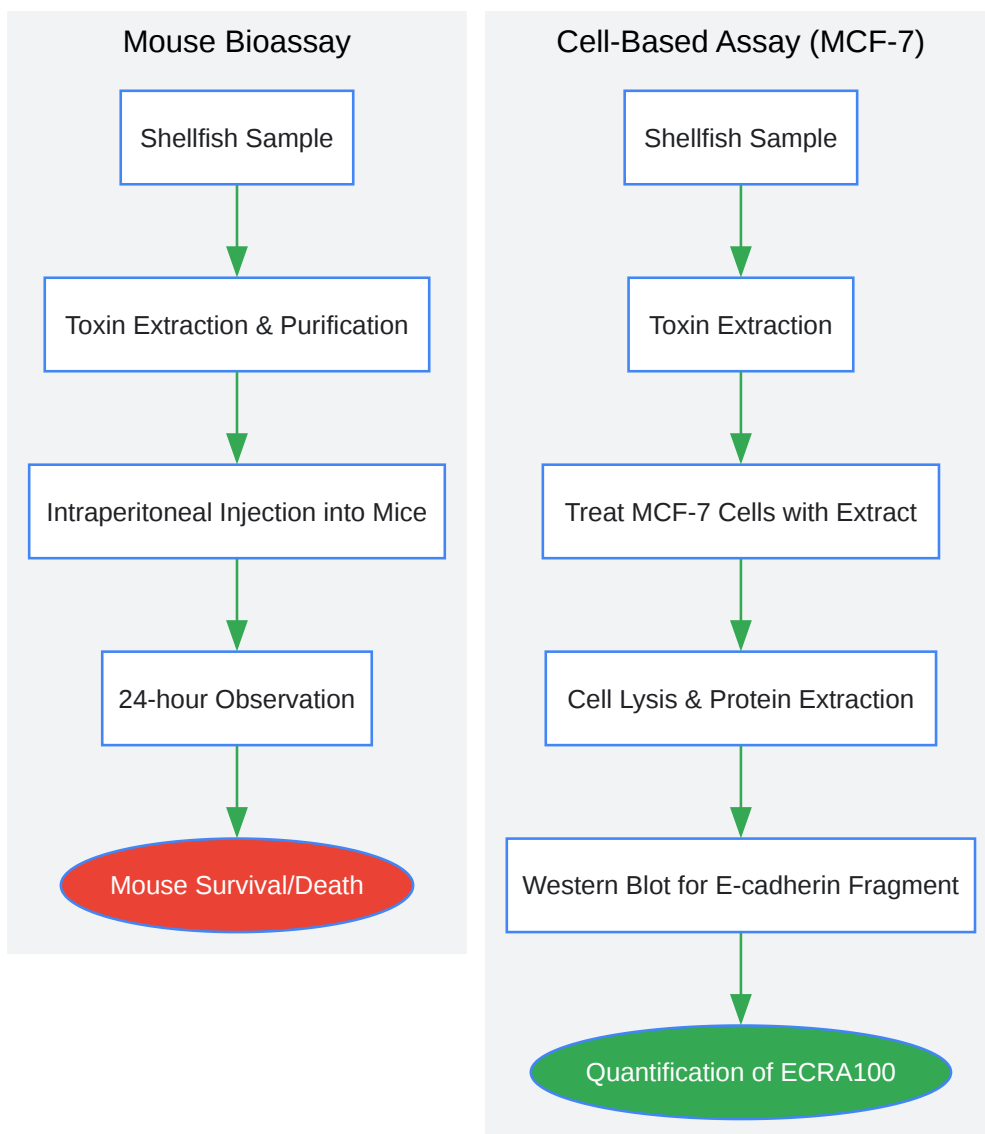 Mouse Bioassay
Shellfish Sample
Toxin Extraction & Purification
Intraperitoneal Injection into Mice
24-hour Observation
Mouse Survival/Death
Cell-Based Assay (MCF-7)
Shellfish Sample
Toxin Extraction
Treat MCF-7 Cells with Extract
Cell Lysis & Protein Extraction
Western Blot for E-cadherin Fragment
Quantification of ECRA100